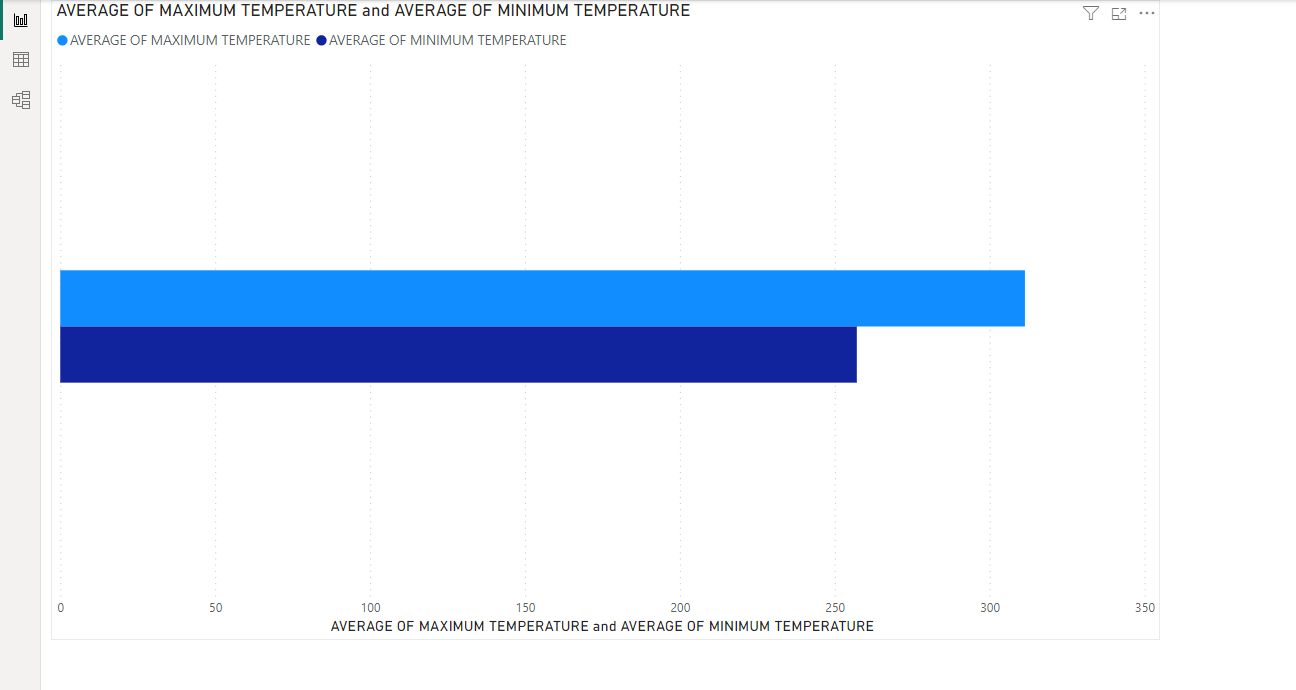 AVERAGE OF MAXIMUM TEMPERATURE and AVERAGE OF MINIMUM TEMPERATURE
AVERAGE OF MAXIMUM TEMPERATURE AVERAGE OF MINIMUM TEMPERATURE
0 50 100 150 200 250 300 350
AVERAGE OF MAXIMUM TEMPERATURE and AVERAGE OF MINIMUM TEMPERATURE